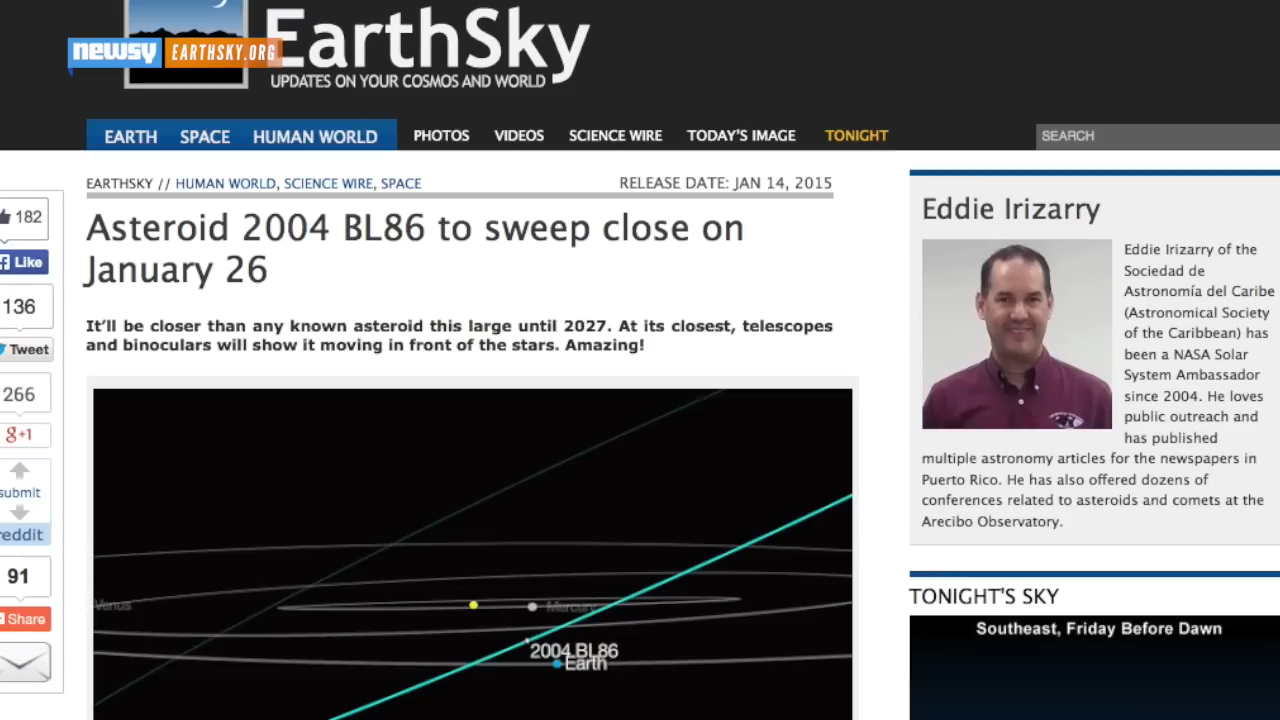 newsy EARTHSKY.ORG
EarthSky
UPDATES ON YOUR COSMOS AND WORLD
EARTH SPACE HUMAN WORLD PHOTOS VIDEOS SCIENCE WIRE TODAY'S IMAGE TONIGHT SEARCH
EARTHSKY // HUMAN WORLD, SCIENCE WIRE, SPACE RELEASE DATE: JAN 14, 2015
Asteroid 2004 BL86 to sweep close on
January 26
It'll be closer than any known asteroid this large until 2027. At its closest, telescopes
and binoculars will show it moving in front of the stars. Amazing!
182
Like
136
Tweet
266
g+1
submit
reddit
91
Share
Venus
Mercury
2004 BL86
Earth
Eddie Irizarry
Eddie Irizarry of the
Sociedad de
Astronomía del Caribe
(Astronomical Society
of the Caribbean) has
been a NASA Solar
System Ambassador
since 2004. He loves
public outreach and
has published
multiple astronomy articles for the newspapers in
Puerto Rico. He has also offered dozens of
conferences related to asteroids and comets at the
Arecibo Observatory.
TONIGHT'S SKY
Southeast, Friday Before Dawn